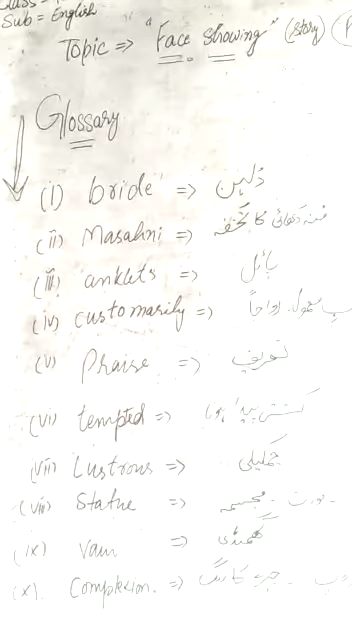 Sub = English
Topic => "Face Showing" (story)
Glossary
(i) bride => دلہن
(ii) Masahni => منہ دکھائی کا تحفہ
(iii) anklets => پائل
(iv) customarily => معمول رواجاً
(v) Praise => تعریف
(vi) tempted => کشش پیدا ہونا
(vii) Lustrous => چمکیلی
(viii) Statue => مجسمہ مورت
(ix) Vain => گھمنڈی
(x) Complexion. => چہرے کا رنگ